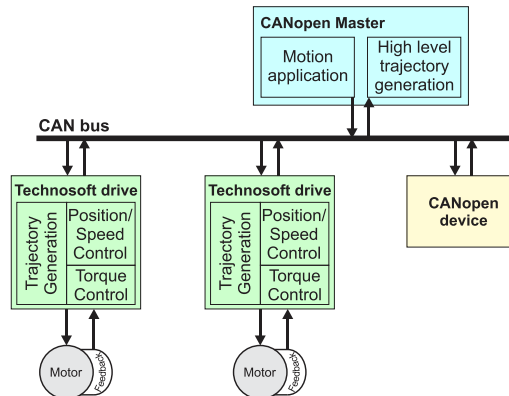 CANopen Master
Motion
application
High level
trajectory
generation
CAN bus
Technosoft drive
Trajectory
Generation
Position/
Speed
Control
Torque
Control
Motor
Feedback
Technosoft drive
Trajectory
Generation
Position/
Speed
Control
Torque
Control
Motor
Feedback
CANopen
device